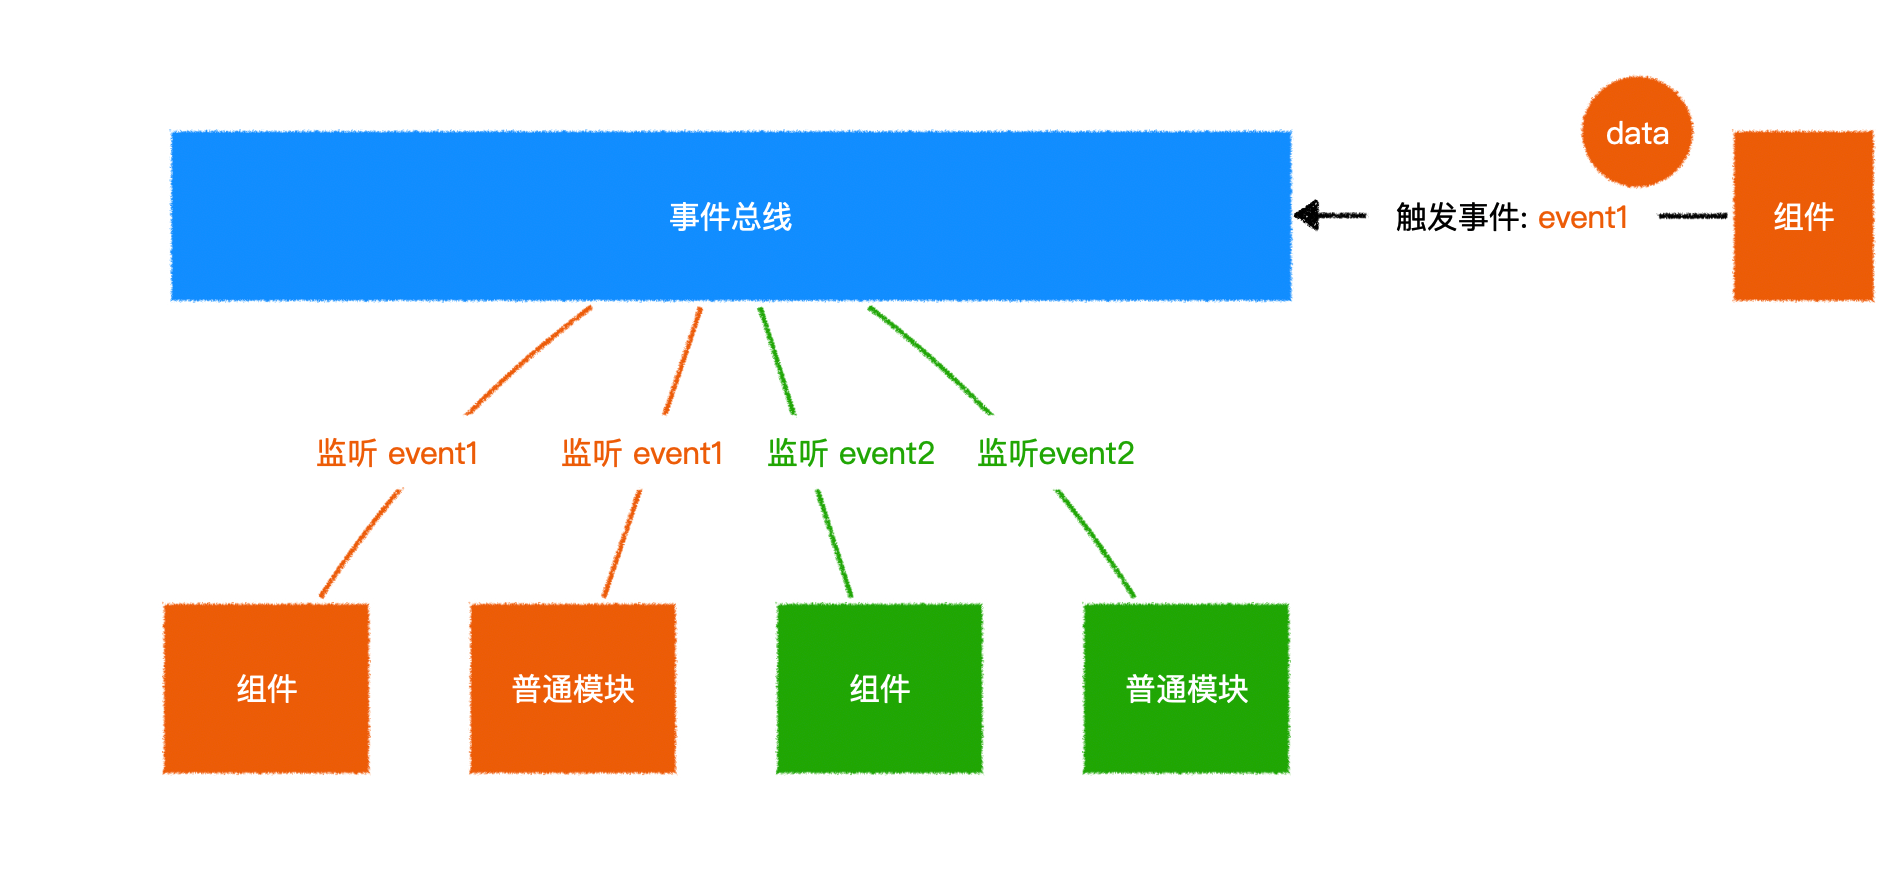 data
事件总线
触发事件: event1
组件
监听 event1
监听 event1
监听 event2
监听event2
组件
普通模块
组件
普通模块